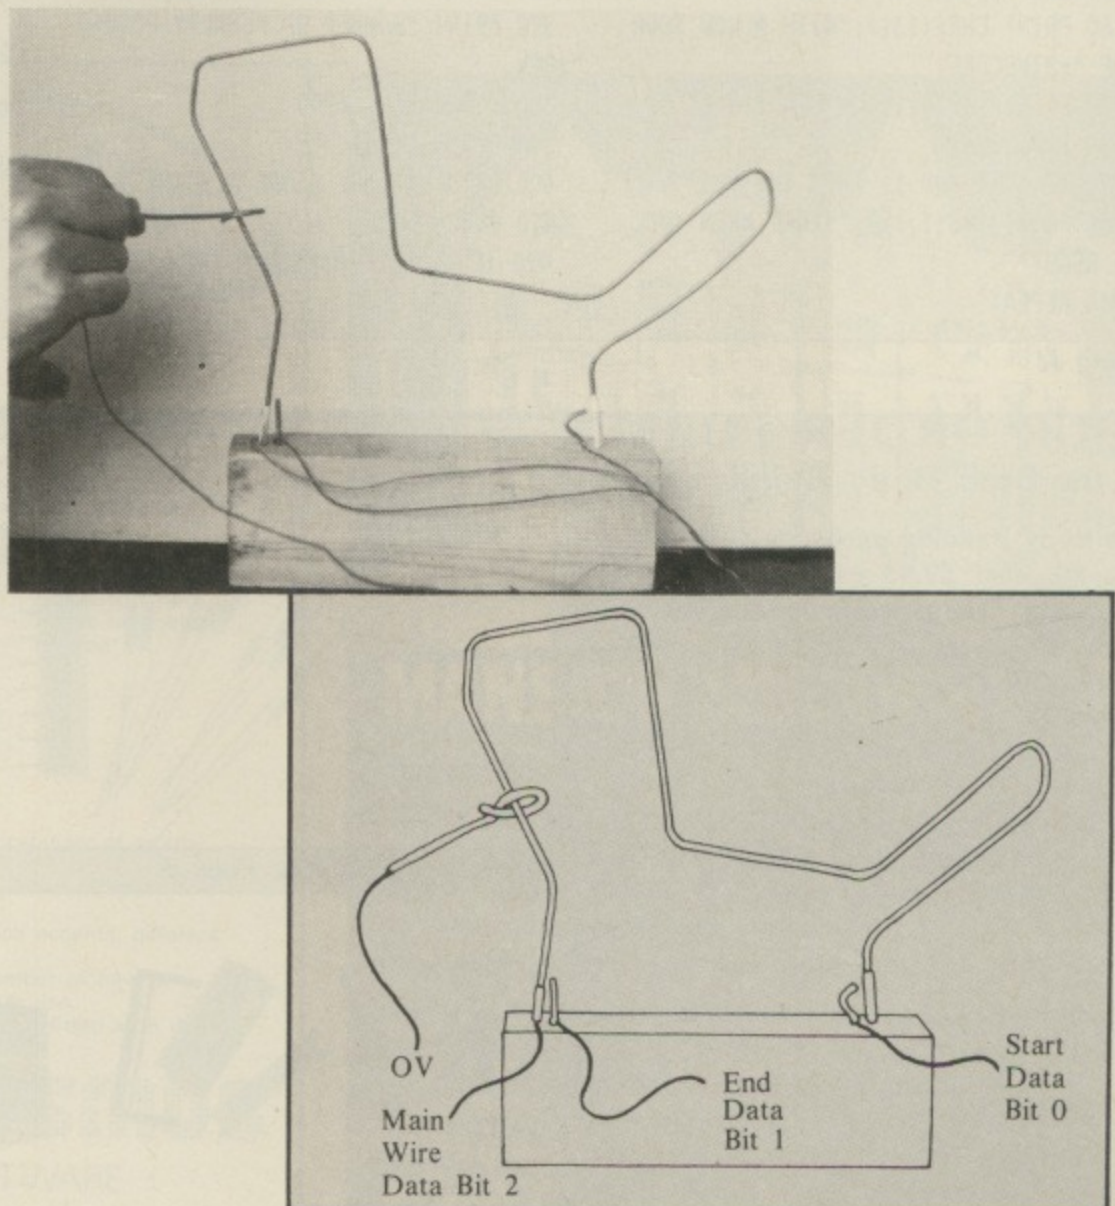 OV
Main
Wire
Data Bit 2
End
Data
Bit 1
Start
Data
Bit 0